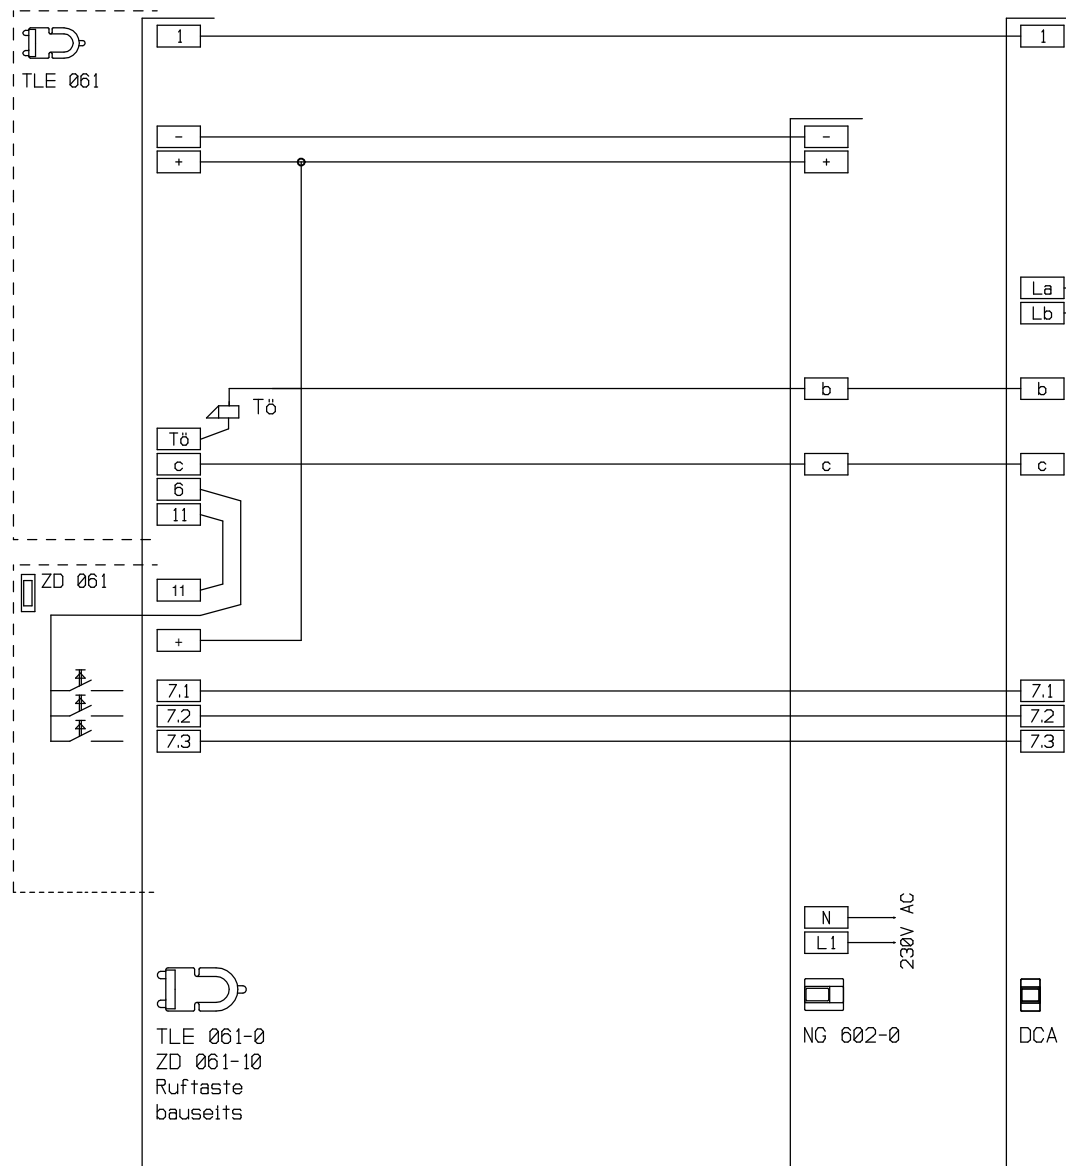 TLE 061
1 1
- -
+ +
La
Lb
b b
Tö
Tö
c c c
6
11
ZD 061
11
+
7.1 7.1
7.2 7.2
7.3 7.3
N
L1
230V AC
TLE 061-0
ZD 061-10
Ruftaste
bauseits
NG 602-0
DCA